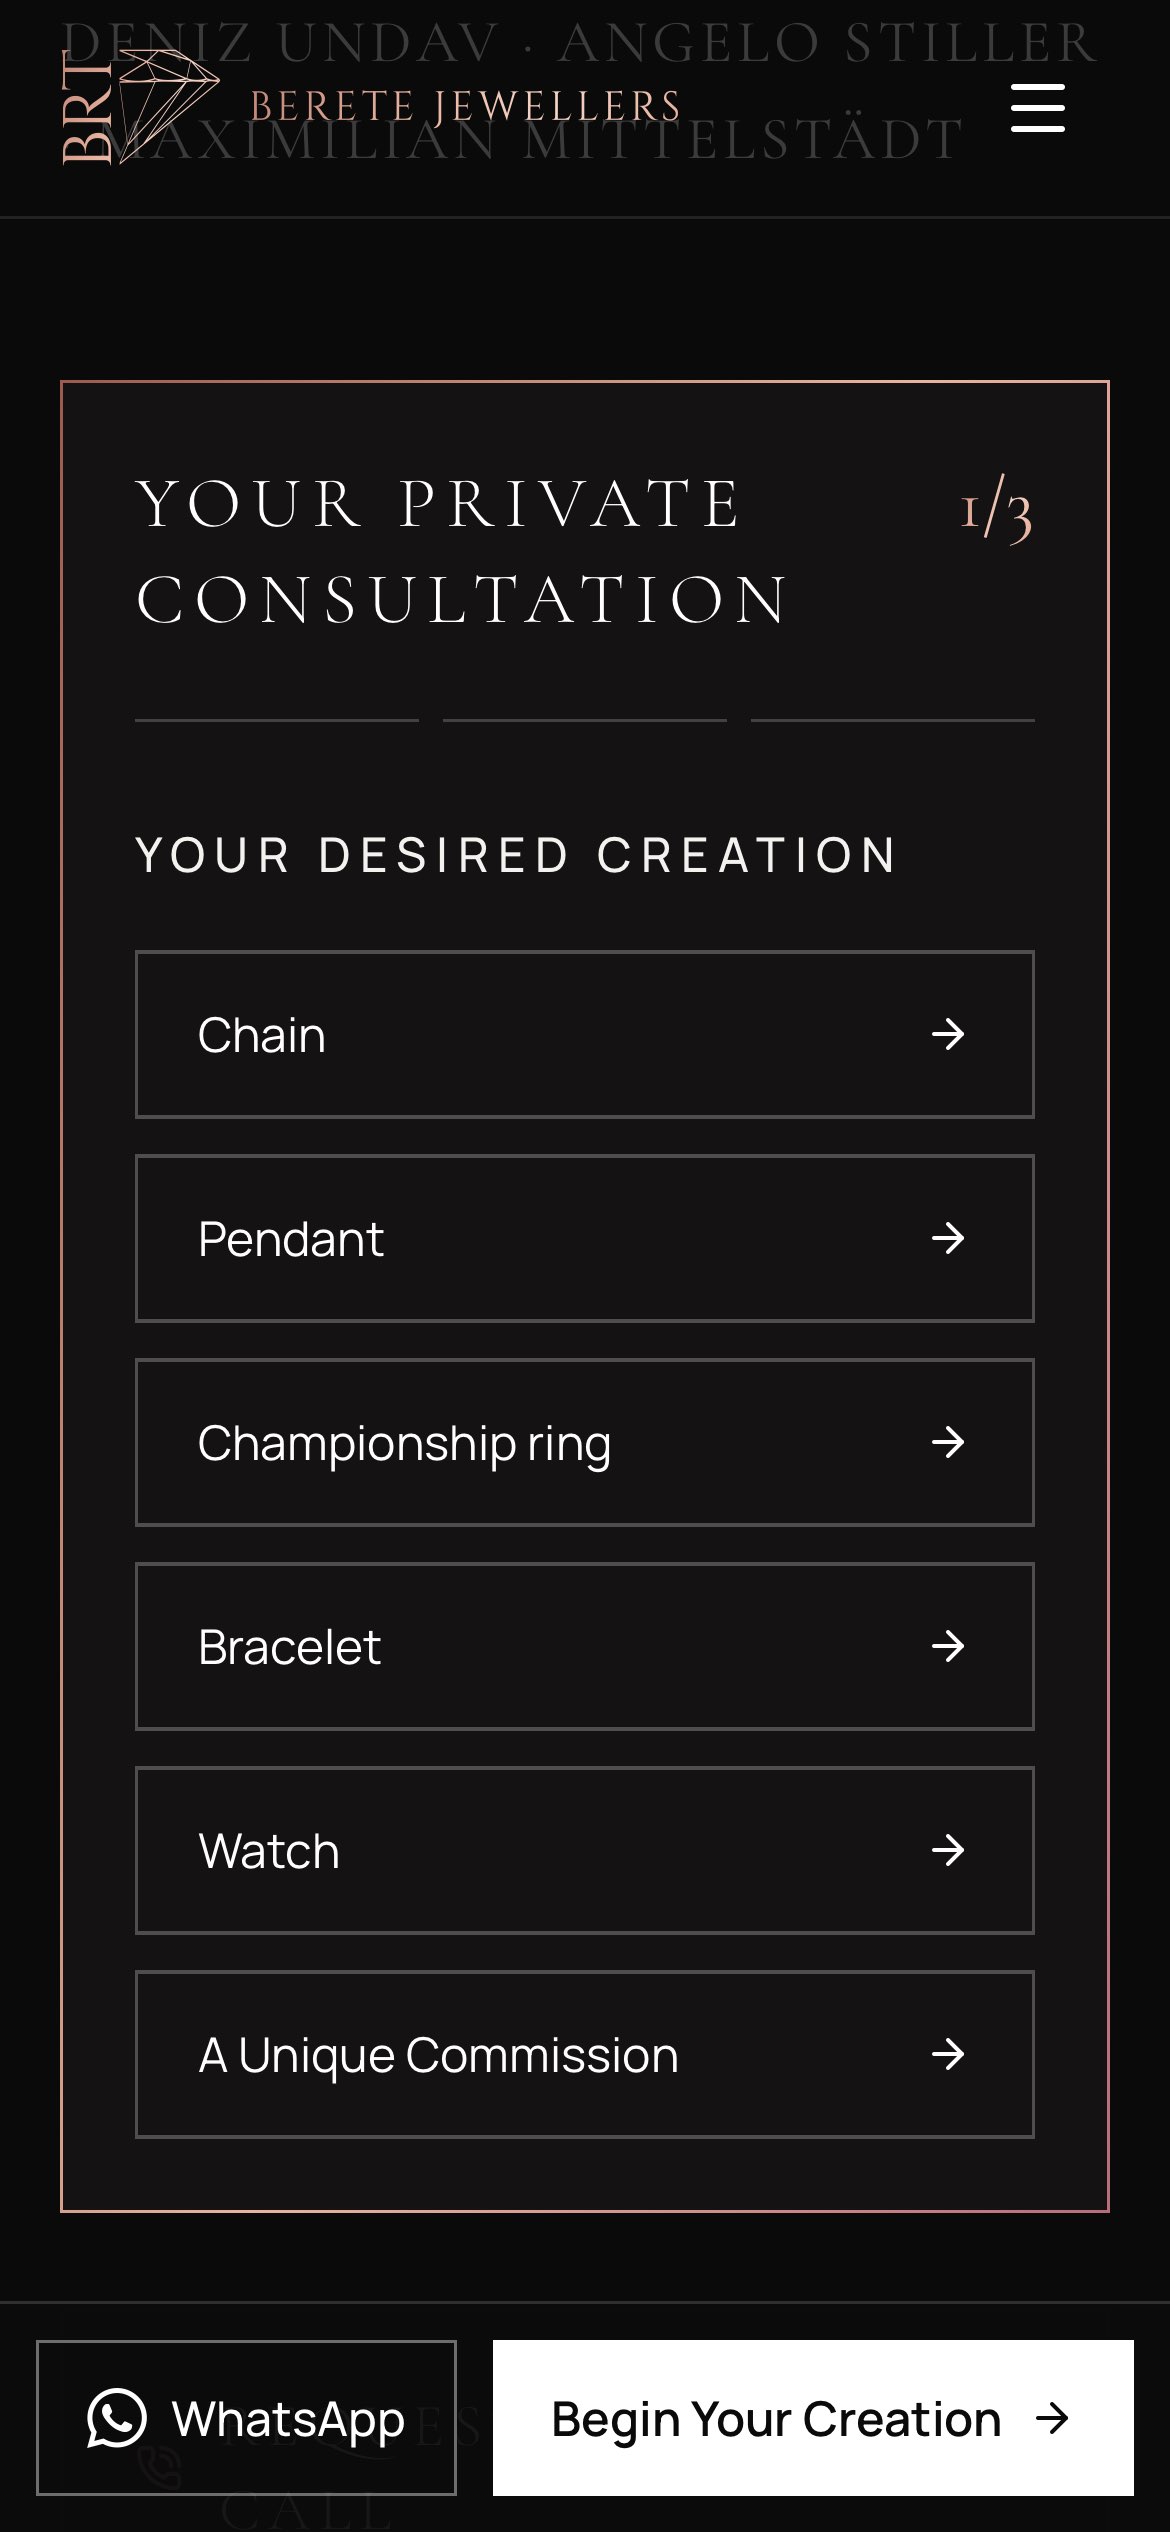 DENIZ UNDAV · ANGELO STILLER
BRT
BERETE JEWELLERS
MAXIMILIAN MITTELSTÄDT
YOUR PRIVATE
CONSULTATION
1/3
YOUR DESIRED CREATION
Chain
Pendant
Championship ring
Bracelet
Watch
A Unique Commission
WhatsApp
Begin Your Creation
CALL